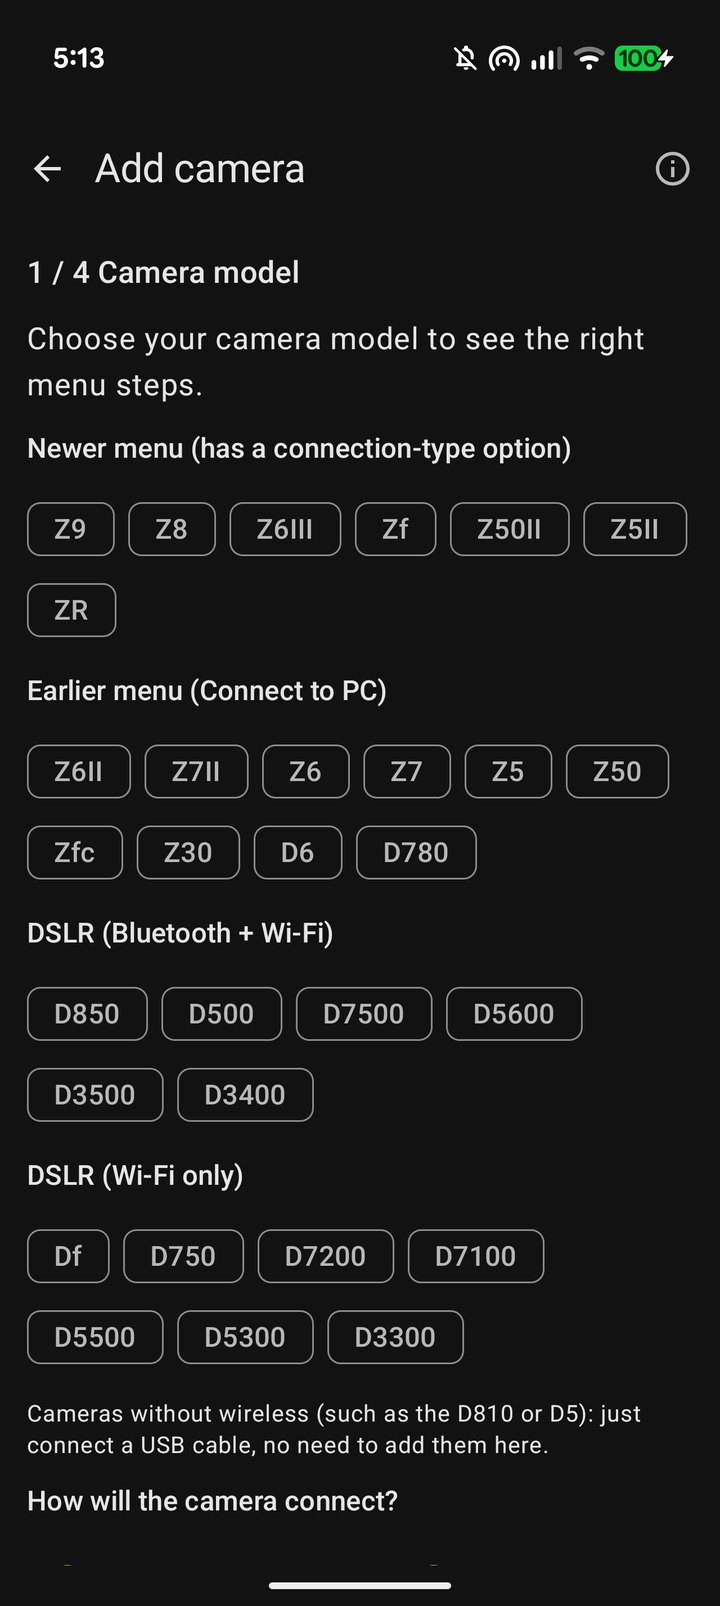 5:13
100
Add camera
1 / 4 Camera model
Choose your camera model to see the right
menu steps.
Newer menu (has a connection-type option)
Z9 Z8 Z6III Zf Z50II Z5II
ZR
Earlier menu (Connect to PC)
Z6II Z7II Z6 Z7 Z5 Z50
Zfc Z30 D6 D780
DSLR (Bluetooth + Wi-Fi)
D850 D500 D7500 D5600
D3500 D3400
DSLR (Wi-Fi only)
Df D750 D7200 D7100
D5500 D5300 D3300
Cameras without wireless (such as the D810 or D5): just
connect a USB cable, no need to add them here.
How will the camera connect?